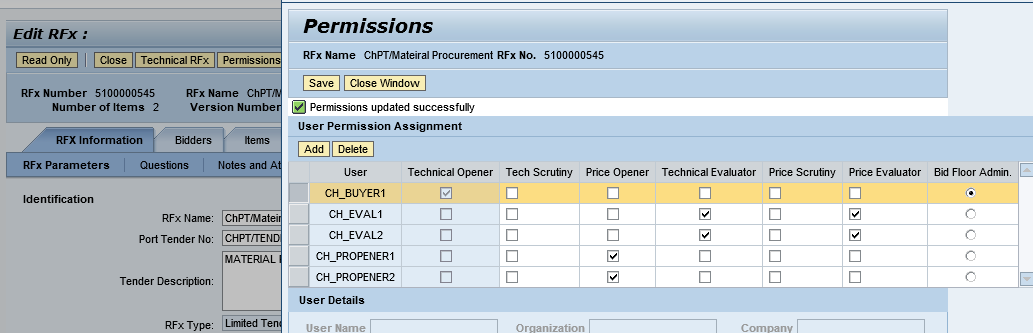 Edit RFx :
Read Only Close Technical RFx Permissions
RFx Number 5100000545 RFx Name ChPT/M
Number of Items 2 Version Number
RFX Information Bidders Items
RFx Parameters Questions Notes and At
Identification
RFx Name: ChPT/Mateir
Port Tender No: CHPT/TEND
Tender Description: MATERIAL
RFx Type: Limited Tend
Permissions
RFx Name ChPT/Mateiral Procurement RFx No. 5100000545
Save Close Window
Permissions updated successfully
User Permission Assignment
Add Delete
User Technical Opener Tech Scrutiny Price Opener Technical Evaluator Price Scrutiny Price Evaluator Bid Floor Admin.
CH_BUYER1
CH_EVAL1
CH_EVAL2
CH_PROPENER1
CH_PROPENER2
User Details
User Name Organization Company